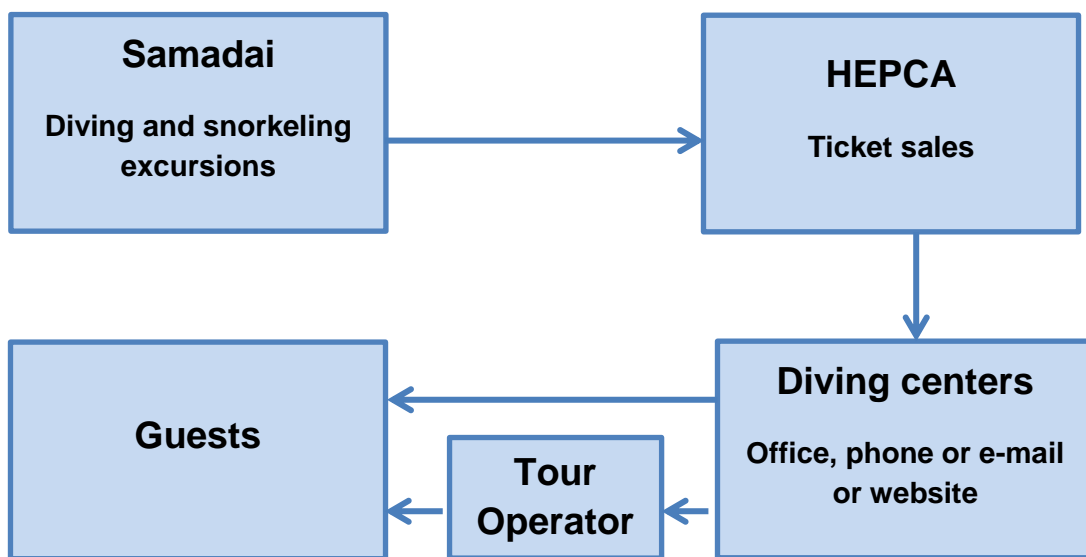 Samadai
Diving and snorkeling
excursions
HEPCA
Ticket sales
Diving centers
Office, phone or e-mail
or website
Tour
Operator
Guests